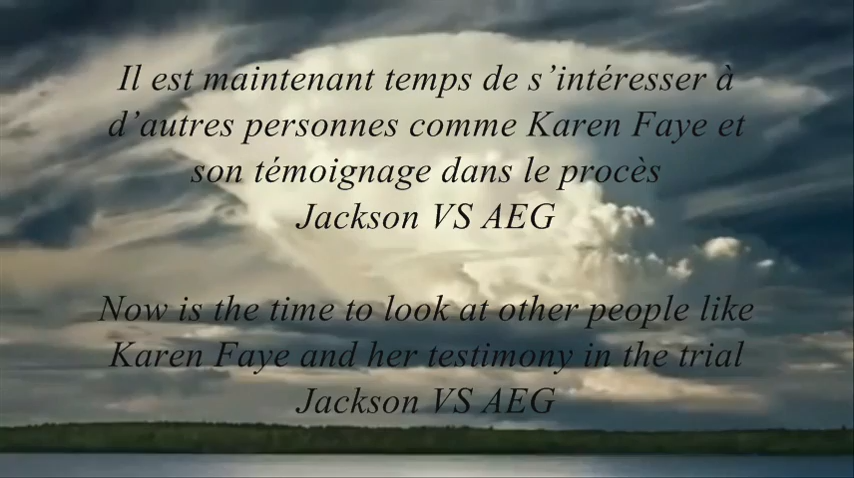 Il est maintenant temps de s’intéresser à
d’autres personnes comme Karen Faye et
son témoignage dans le procès
Jackson VS AEG
Now is the time to look at other people like
Karen Faye and her testimony in the trial
Jackson VS AEG